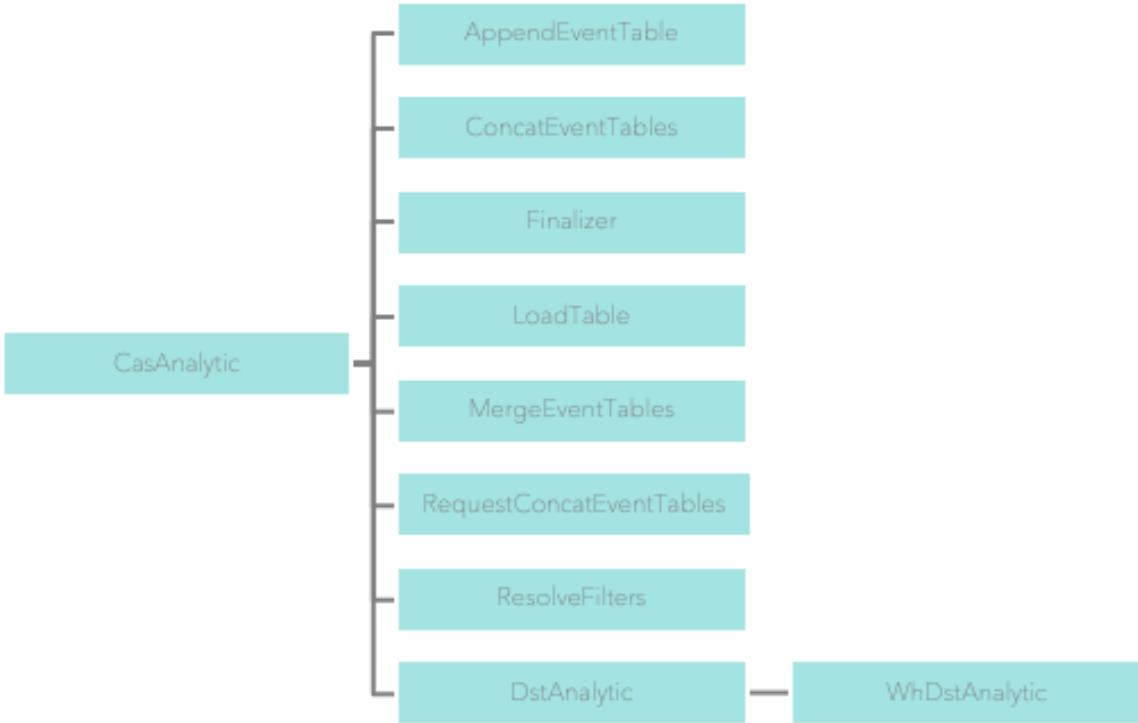 AppendEventTable
ConcatEventTables
Finalizer
LoadTable
CasAnalytic
MergeEventTables
RequestConcatEventTables
ResolveFilters
DstAnalytic
WhDstAnalytic